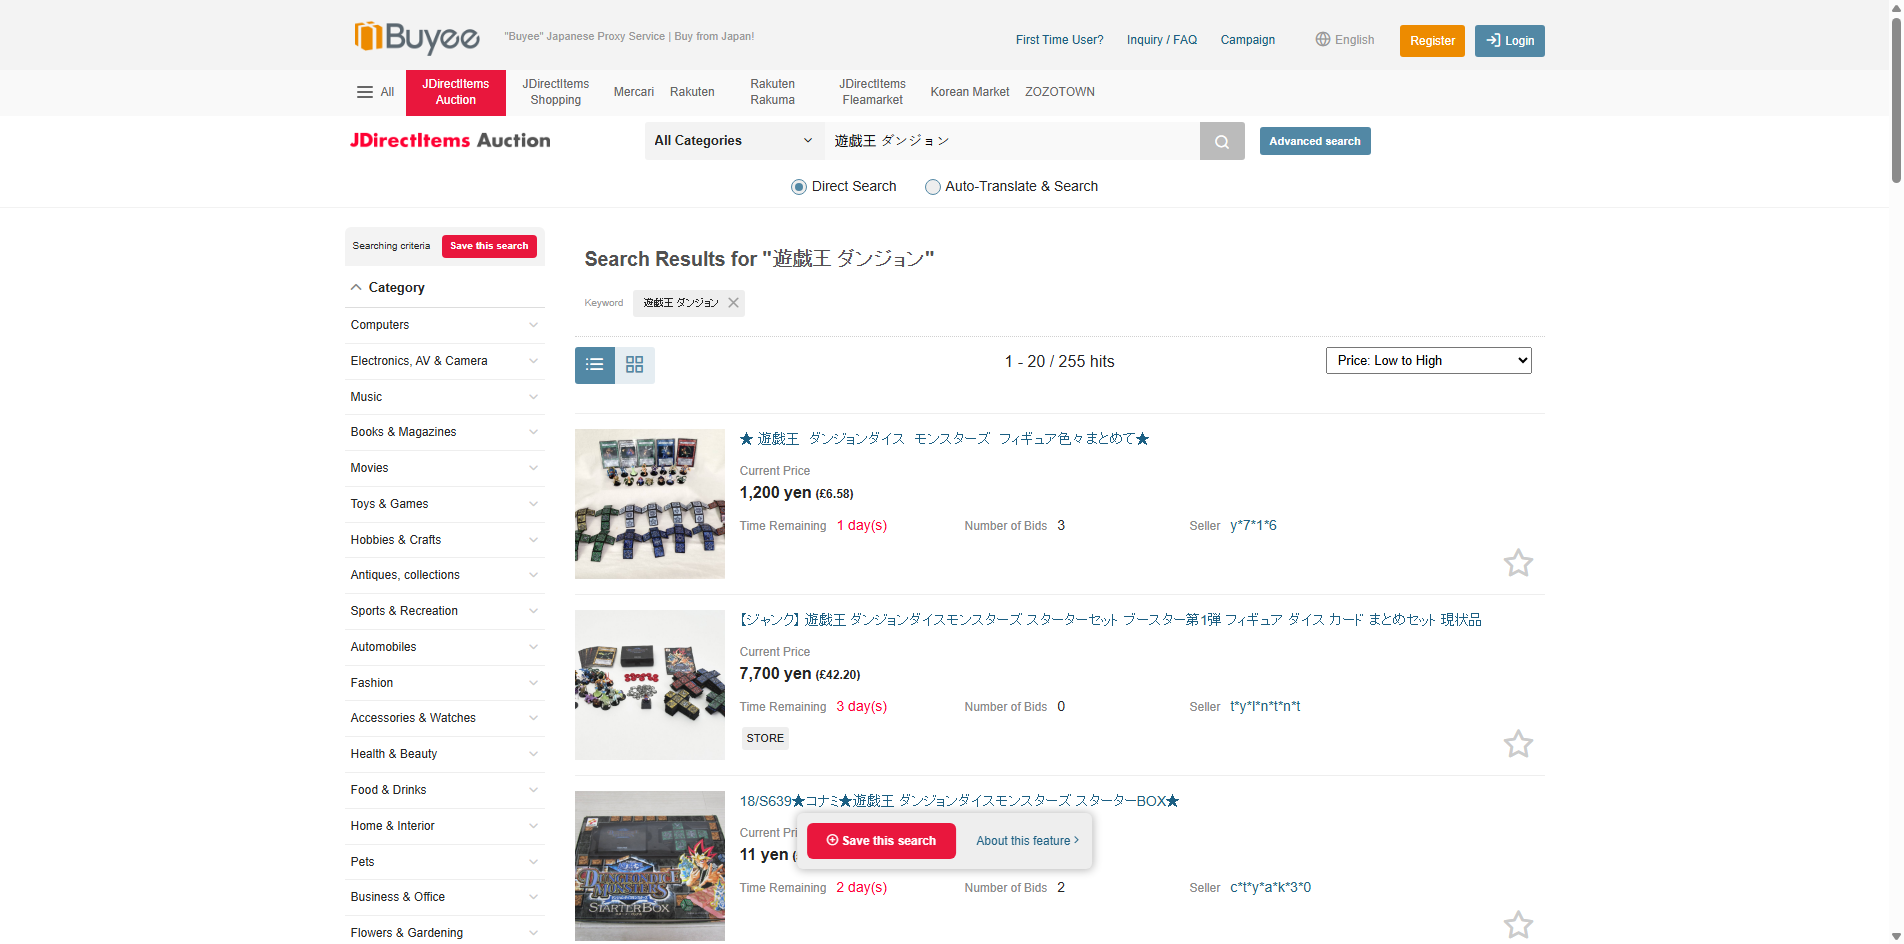 Buyee
"Buyee" Japanese Proxy Service | Buy from Japan!
First Time User?
Inquiry / FAQ
Campaign
English
Register
Login
All
JDirectItems
Auction
JDirectItems
Shopping
Mercari
Rakuten
Rakuten
Rakuma
JDirectItems
Fleamarket
Korean Market
ZOZOTOWN
JDirectItems Auction
All Categories
遊戯王 ダンジョン
Advanced search
Direct Search
Auto-Translate & Search
Searching criteria
Save this search
Category
Computers
Electronics, AV & Camera
Music
Books & Magazines
Movies
Toys & Games
Hobbies & Crafts
Antiques, collections
Sports & Recreation
Automobiles
Fashion
Accessories & Watches
Health & Beauty
Food & Drinks
Home & Interior
Pets
Business & Office
Flowers & Gardening
Search Results for "遊戯王 ダンジョン"
Keyword
遊戯王 ダンジョン
1 - 20 / 255 hits
Price: Low to High
★ 遊戯王　ダンジョンダイス　モンスターズ　フィギュア色々まとめて★
Current Price
1,200 yen (£6.58)
Time Remaining 1 day(s)
Number of Bids 3
Seller y*7*1*6
【ジャンク】 遊戯王 ダンジョンダイスモンスターズ スターターセット ブースター第1弾 フィギュア ダイス カード まとめセット 現状品
Current Price
7,700 yen (£42.20)
Time Remaining 3 day(s)
Number of Bids 0
Seller t*y*l*n*t*n*t
STORE
18/S639★コナミ★遊戯王 ダンジョンダイスモンスターズ スターターBOX★
Current Pri
11 yen (
Save this search
About this feature
Time Remaining 2 day(s)
Number of Bids 2
Seller c*t*y*a*k*3*0
DUNGEON DICE
MONSTERS
STARTER BOX